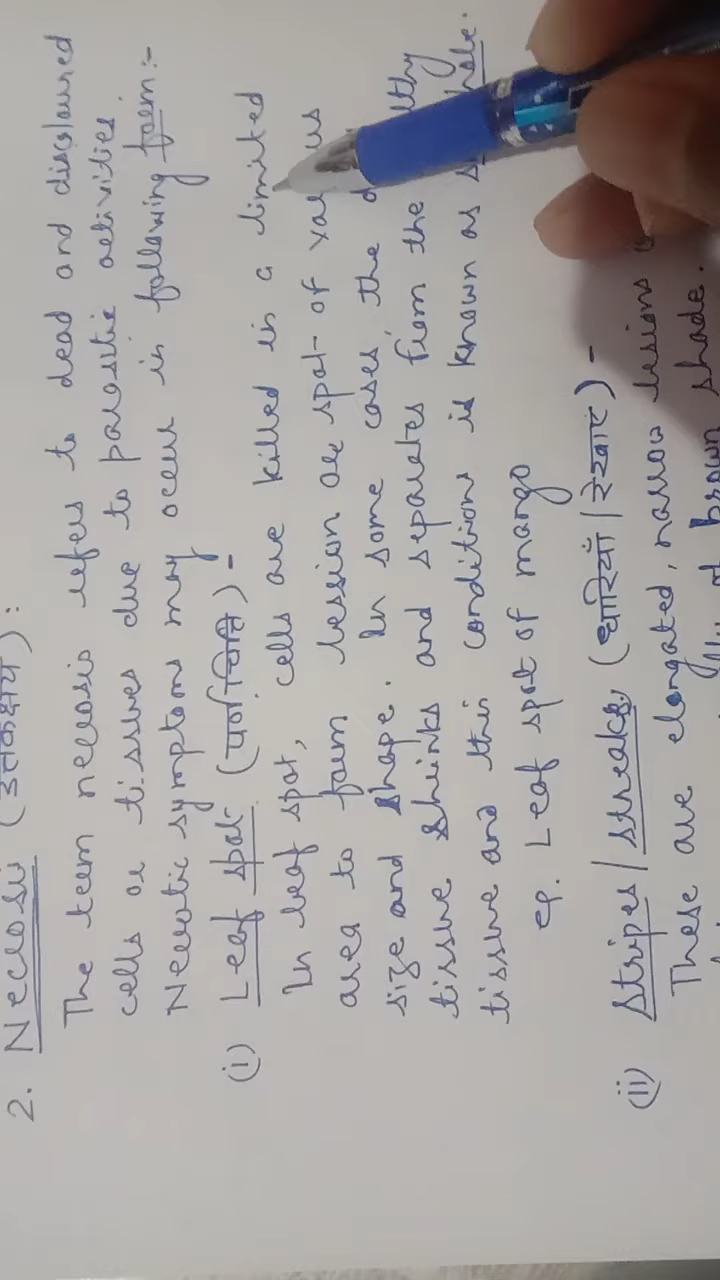 2. Necrosis (उत्तकक्षय):
The term necrosis refers to dead and discoloured
cells or tissues due to parasitic activities.
Necrotic symptoms may occur in following form:-
(i) Leaf spot (पर्ण चित्ति) -
In leaf spot, cells are killed in a limited
area to form lession or spot of
size and shape. In some cases, the
tissue shrinks and separates from the
tissue and this conditions is known as hole.
eg. Leaf spot of mango
(ii) Stripes/streaks (धारियाँ/रेखाएं) -
These are elongated, narrow lesions
brown shade.